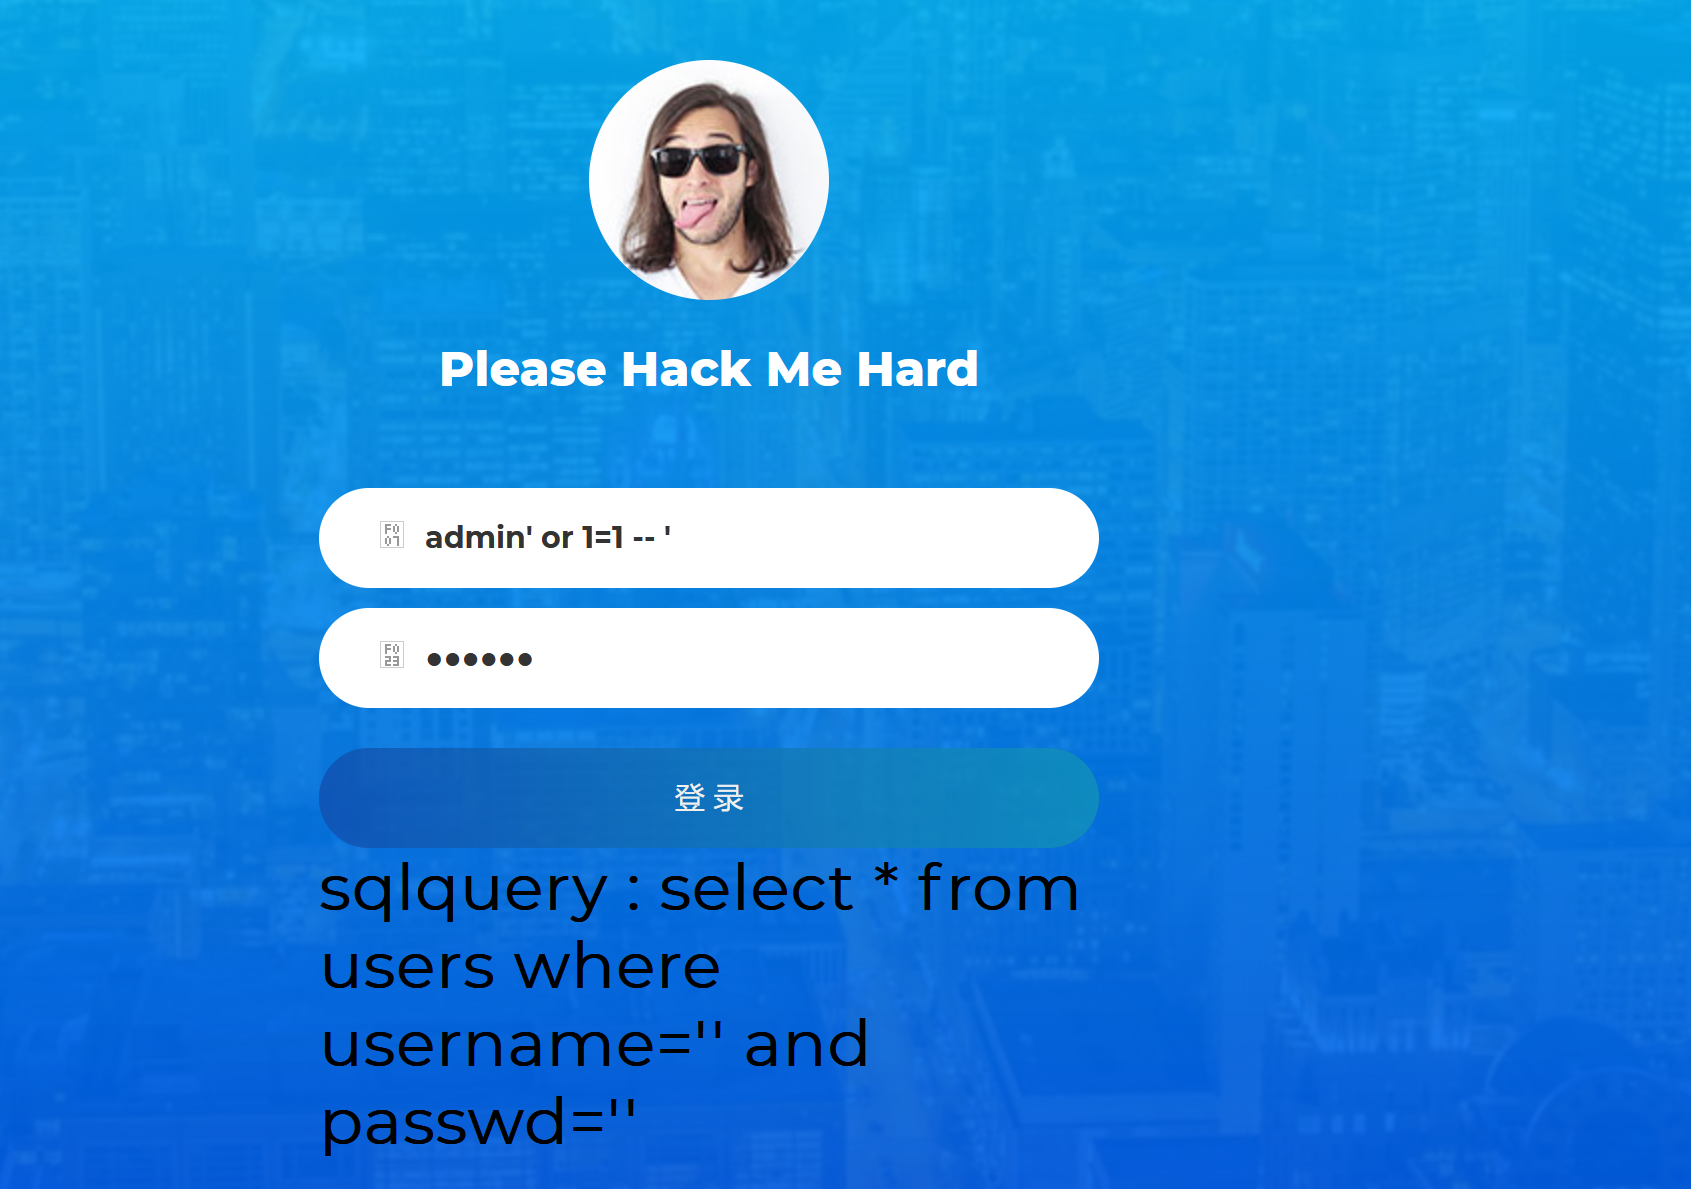 Please Hack Me Hard
admin' or 1=1 -- '
••••••
登录
sqlquery : select * from
users where
username='' and
passwd=''